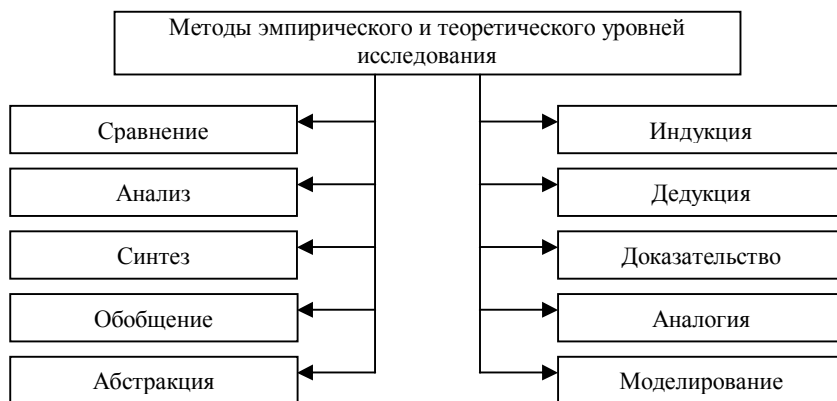 Методы эмпирического и теоретического уровней
исследования
Сравнение
Анализ
Синтез
Обобщение
Абстракция
Индукция
Дедукция
Доказательство
Аналогия
Моделирование